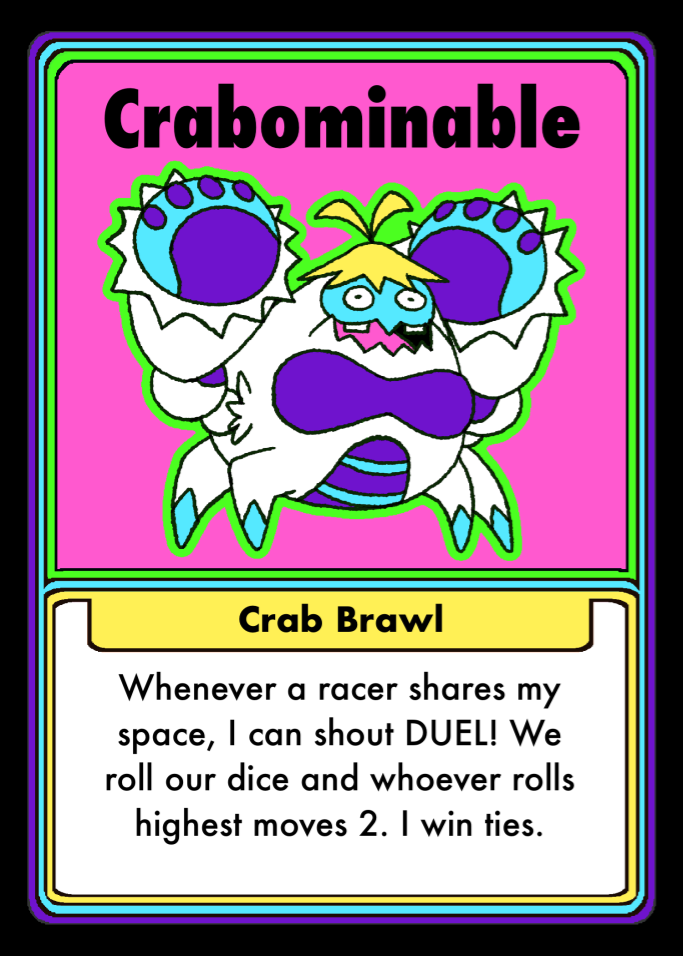 Crabominable
Crab Brawl
Whenever a racer shares my
space, I can shout DUEL! We
roll our dice and whoever rolls
highest moves 2. I win ties.